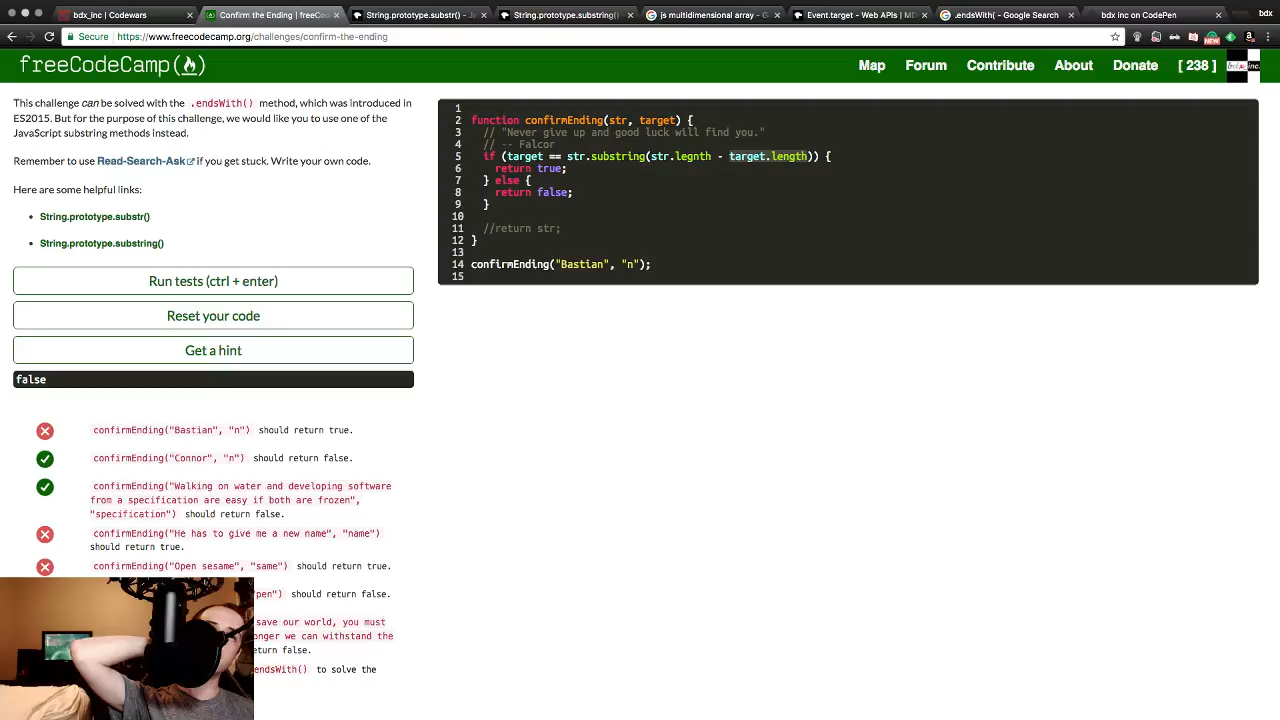 bdx_inc | Codewars
Confirm the Ending | freeCo
String.prototype.substr() - J
String.prototype.substring()
js multidimensional array - G
Event.target - Web APIs | M
.endsWith() - Google Search
bdx inc on CodePen
bdx
Secure https://www.freecodecamp.org/challenges/confirm-the-ending
NEW
freeCodeCamp
Map Forum Contribute About Donate [ 238 ] bdx inc.
This challenge can be solved with the .endsWith() method, which was introduced in
ES2015. But for the purpose of this challenge, we would like you to use one of the
JavaScript substring methods instead.
Remember to use Read-Search-Ask if you get stuck. Write your own code.
Here are some helpful links:
String.prototype.substr()
String.prototype.substring()
Run tests (ctrl + enter)
Reset your code
Get a hint
false
confirmEnding("Bastian", "n") should return true.
confirmEnding("Connor", "n") should return false.
confirmEnding("Walking on water and developing software
from a specification are easy if both are frozen",
"specification") should return false.
confirmEnding("He has to give me a new name", "name")
should return true.
confirmEnding("Open sesame", "same") should return true.
"pen") should return false.
save our world, you must
onger we can withstand the
eturn false.
endsWith() to solve the
1
2 function confirmEnding(str, target) {
3 // "Never give up and good luck will find you."
4 // -- Falcor
5 if (target == str.substring(str.legnth - target.length)) {
6 return true;
7 } else {
8 return false;
9 }
10
11 //return str;
12 }
13
14 confirmEnding("Bastian", "n");
15